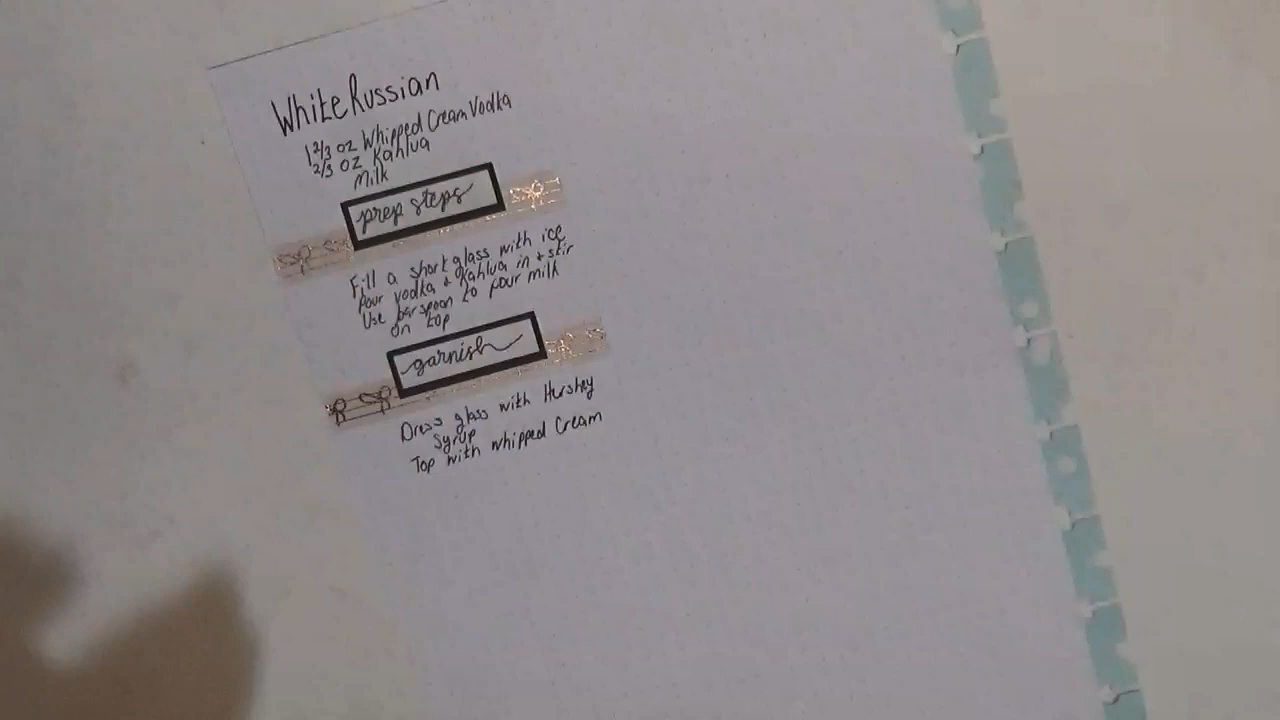 White Russian
1 2/3 oz Whipped Cream Vodka
2/3 oz Kahlua
Milk
prep steps
Fill a short glass with ice
Pour vodka + Kahlua in + stir
Use bar spoon to pour milk
on top
garnish
Dress glass with Hershey
Syrup
Top with whipped Cream